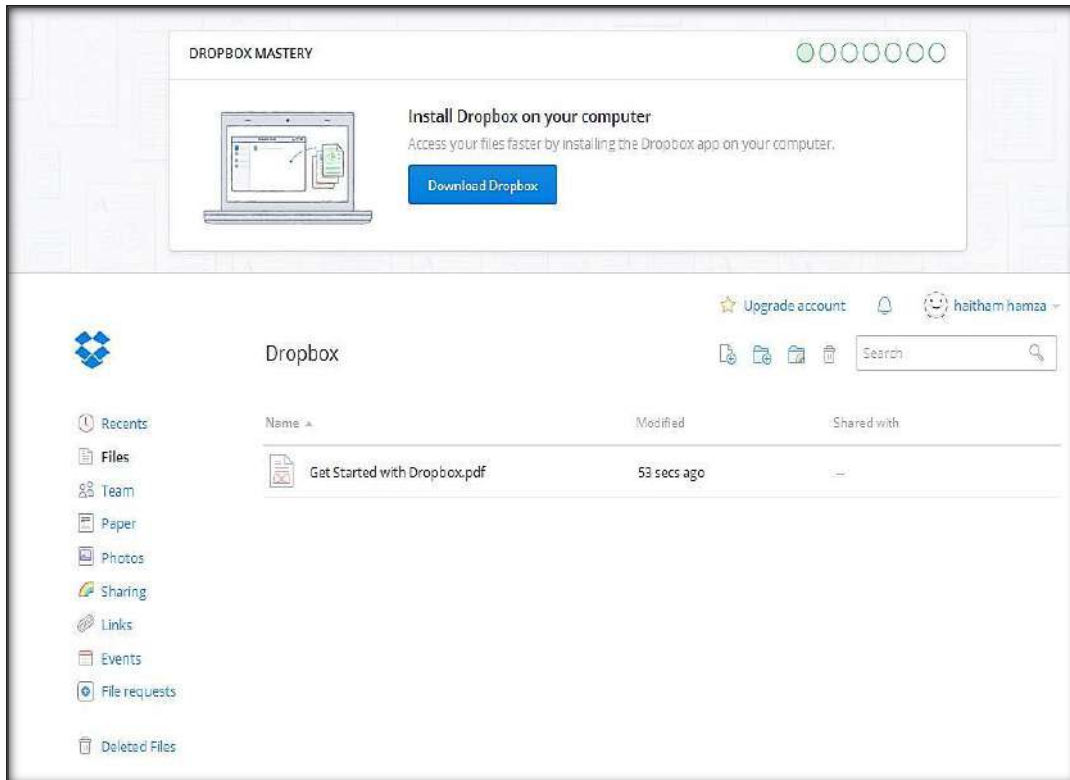 DROPBOX MASTERY
Install Dropbox on your computer
Access your files faster by installing the Dropbox app on your computer.
Download Dropbox
Upgrade account
haitham hamza
Dropbox
Search
Recents
Files
Team
Paper
Photos
Sharing
Links
Events
File requests
Deleted Files
Name Modified Shared with
Get Started with Dropbox.pdf 53 secs ago --